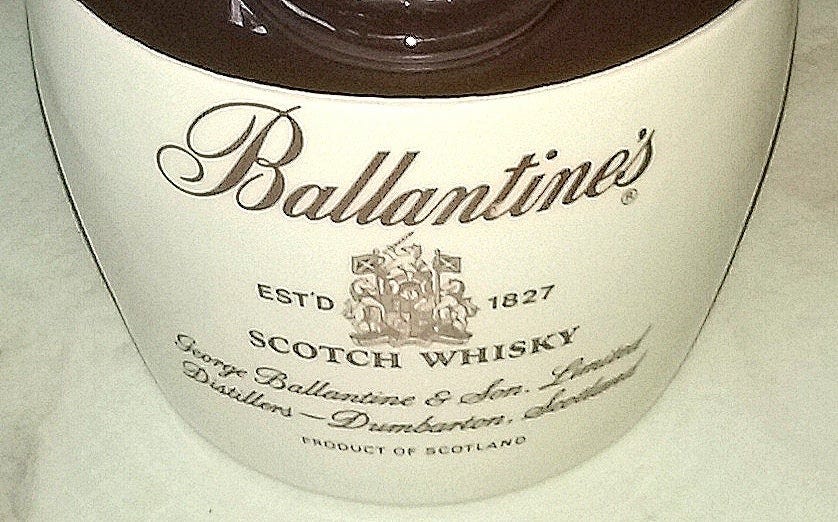 Ballantine's®
EST'D 1827
SCOTCH WHISKY
George Ballantine & Son. Limited
Distillers — Dumbarton, Scotland
PRODUCT OF SCOTLAND